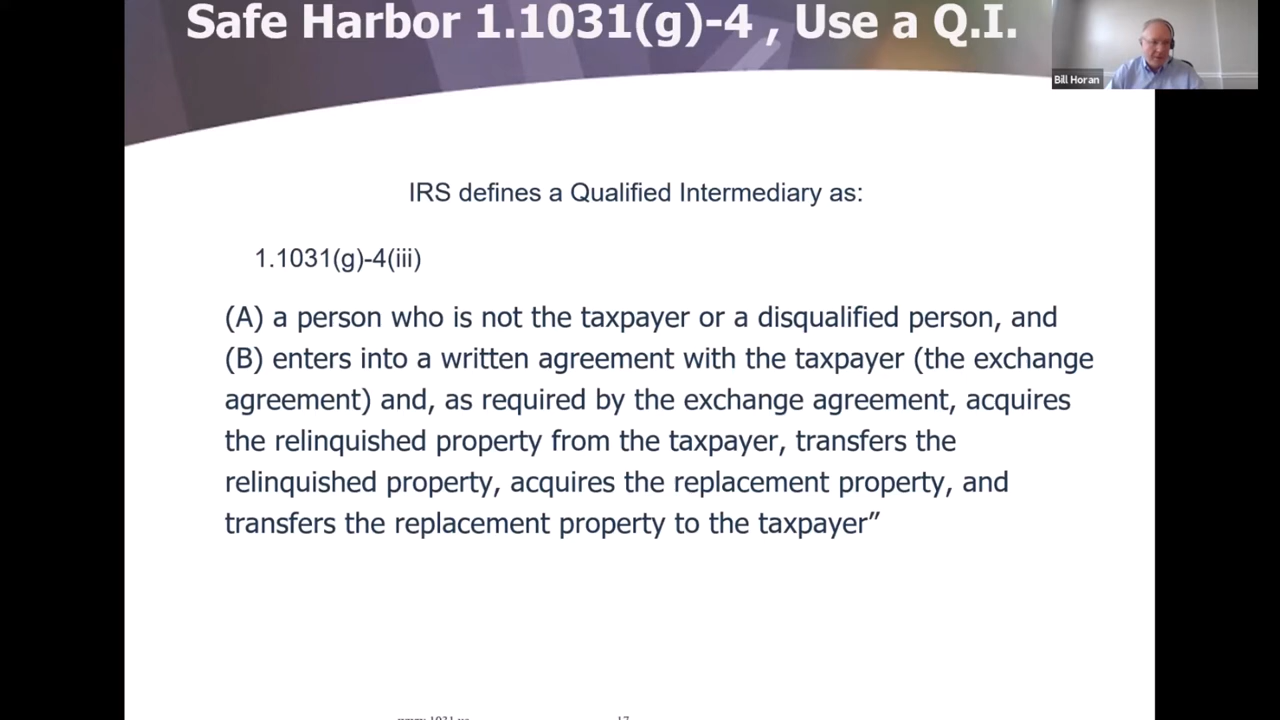 Safe Harbor 1.1031(g)-4 , Use a Q.I.
Bill Horan
IRS defines a Qualified Intermediary as:
1.1031(g)-4(iii)
(A) a person who is not the taxpayer or a disqualified person, and
(B) enters into a written agreement with the taxpayer (the exchange
agreement) and, as required by the exchange agreement, acquires
the relinquished property from the taxpayer, transfers the
relinquished property, acquires the replacement property, and
transfers the replacement property to the taxpayer”